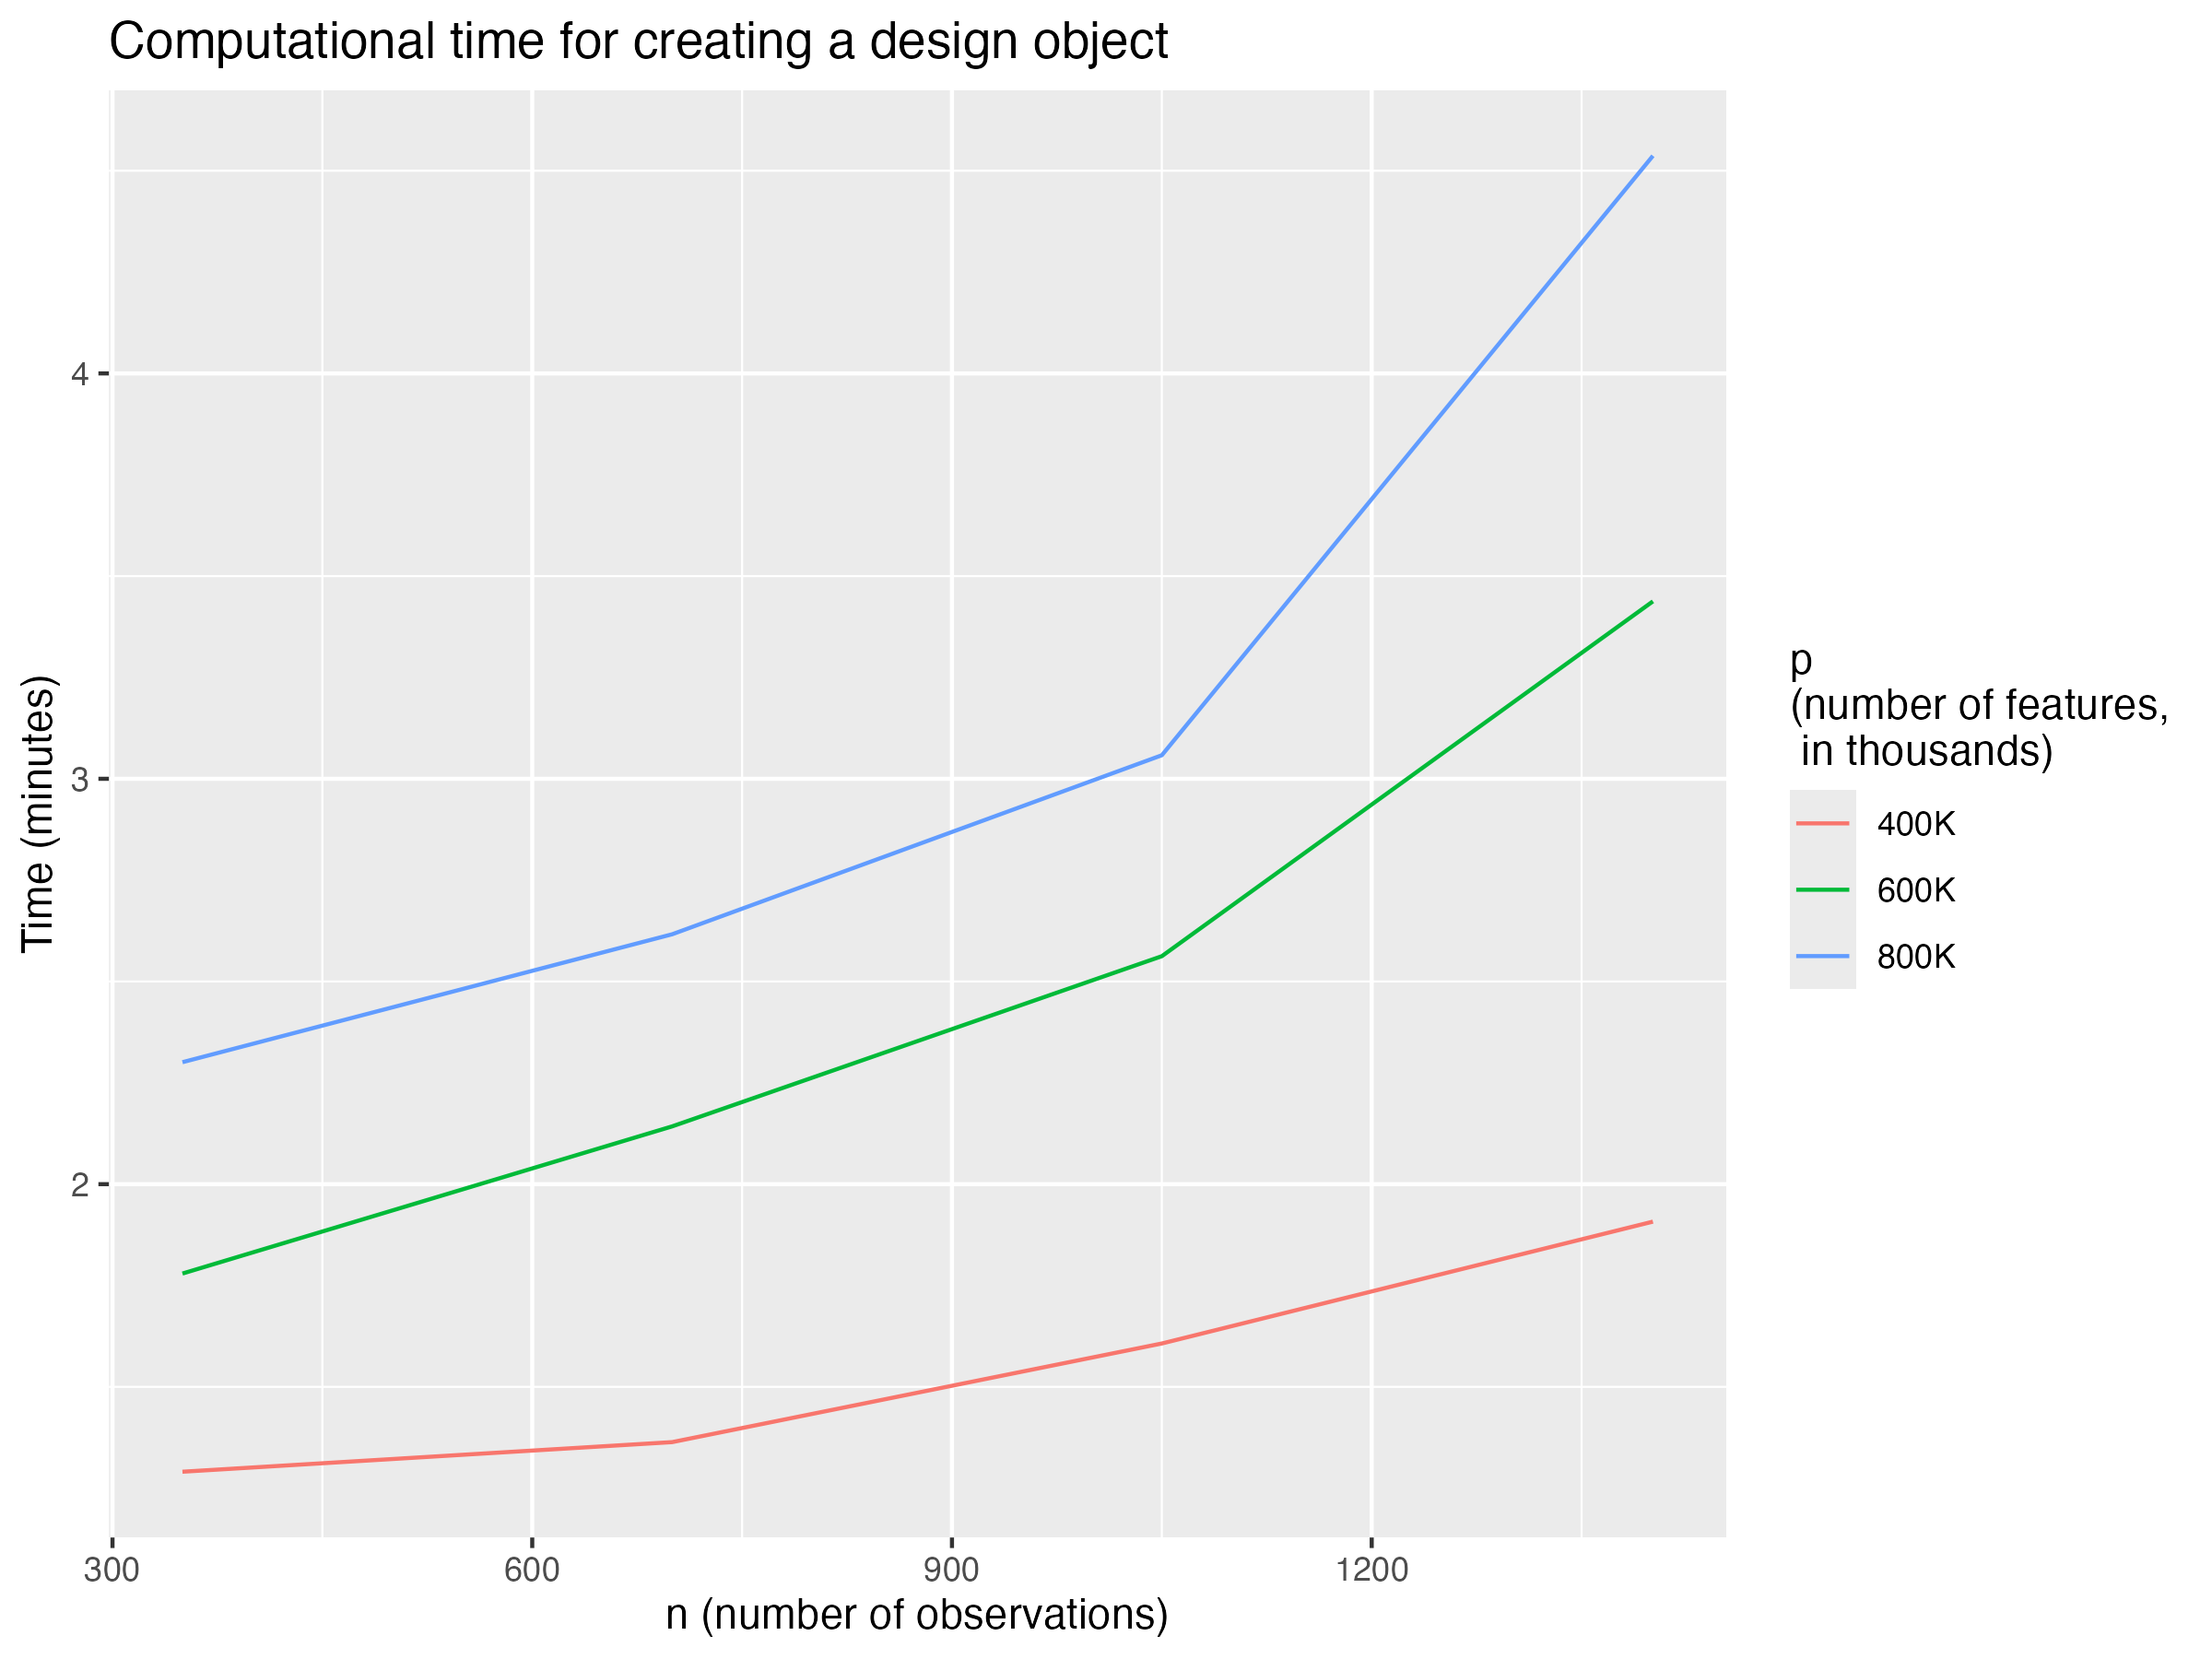 Computational time for creating a design object
Time (minutes)
4
3
2
300
600
900
1200
n (number of observations)
p
(number of features,
in thousands)
400K
600K
800K